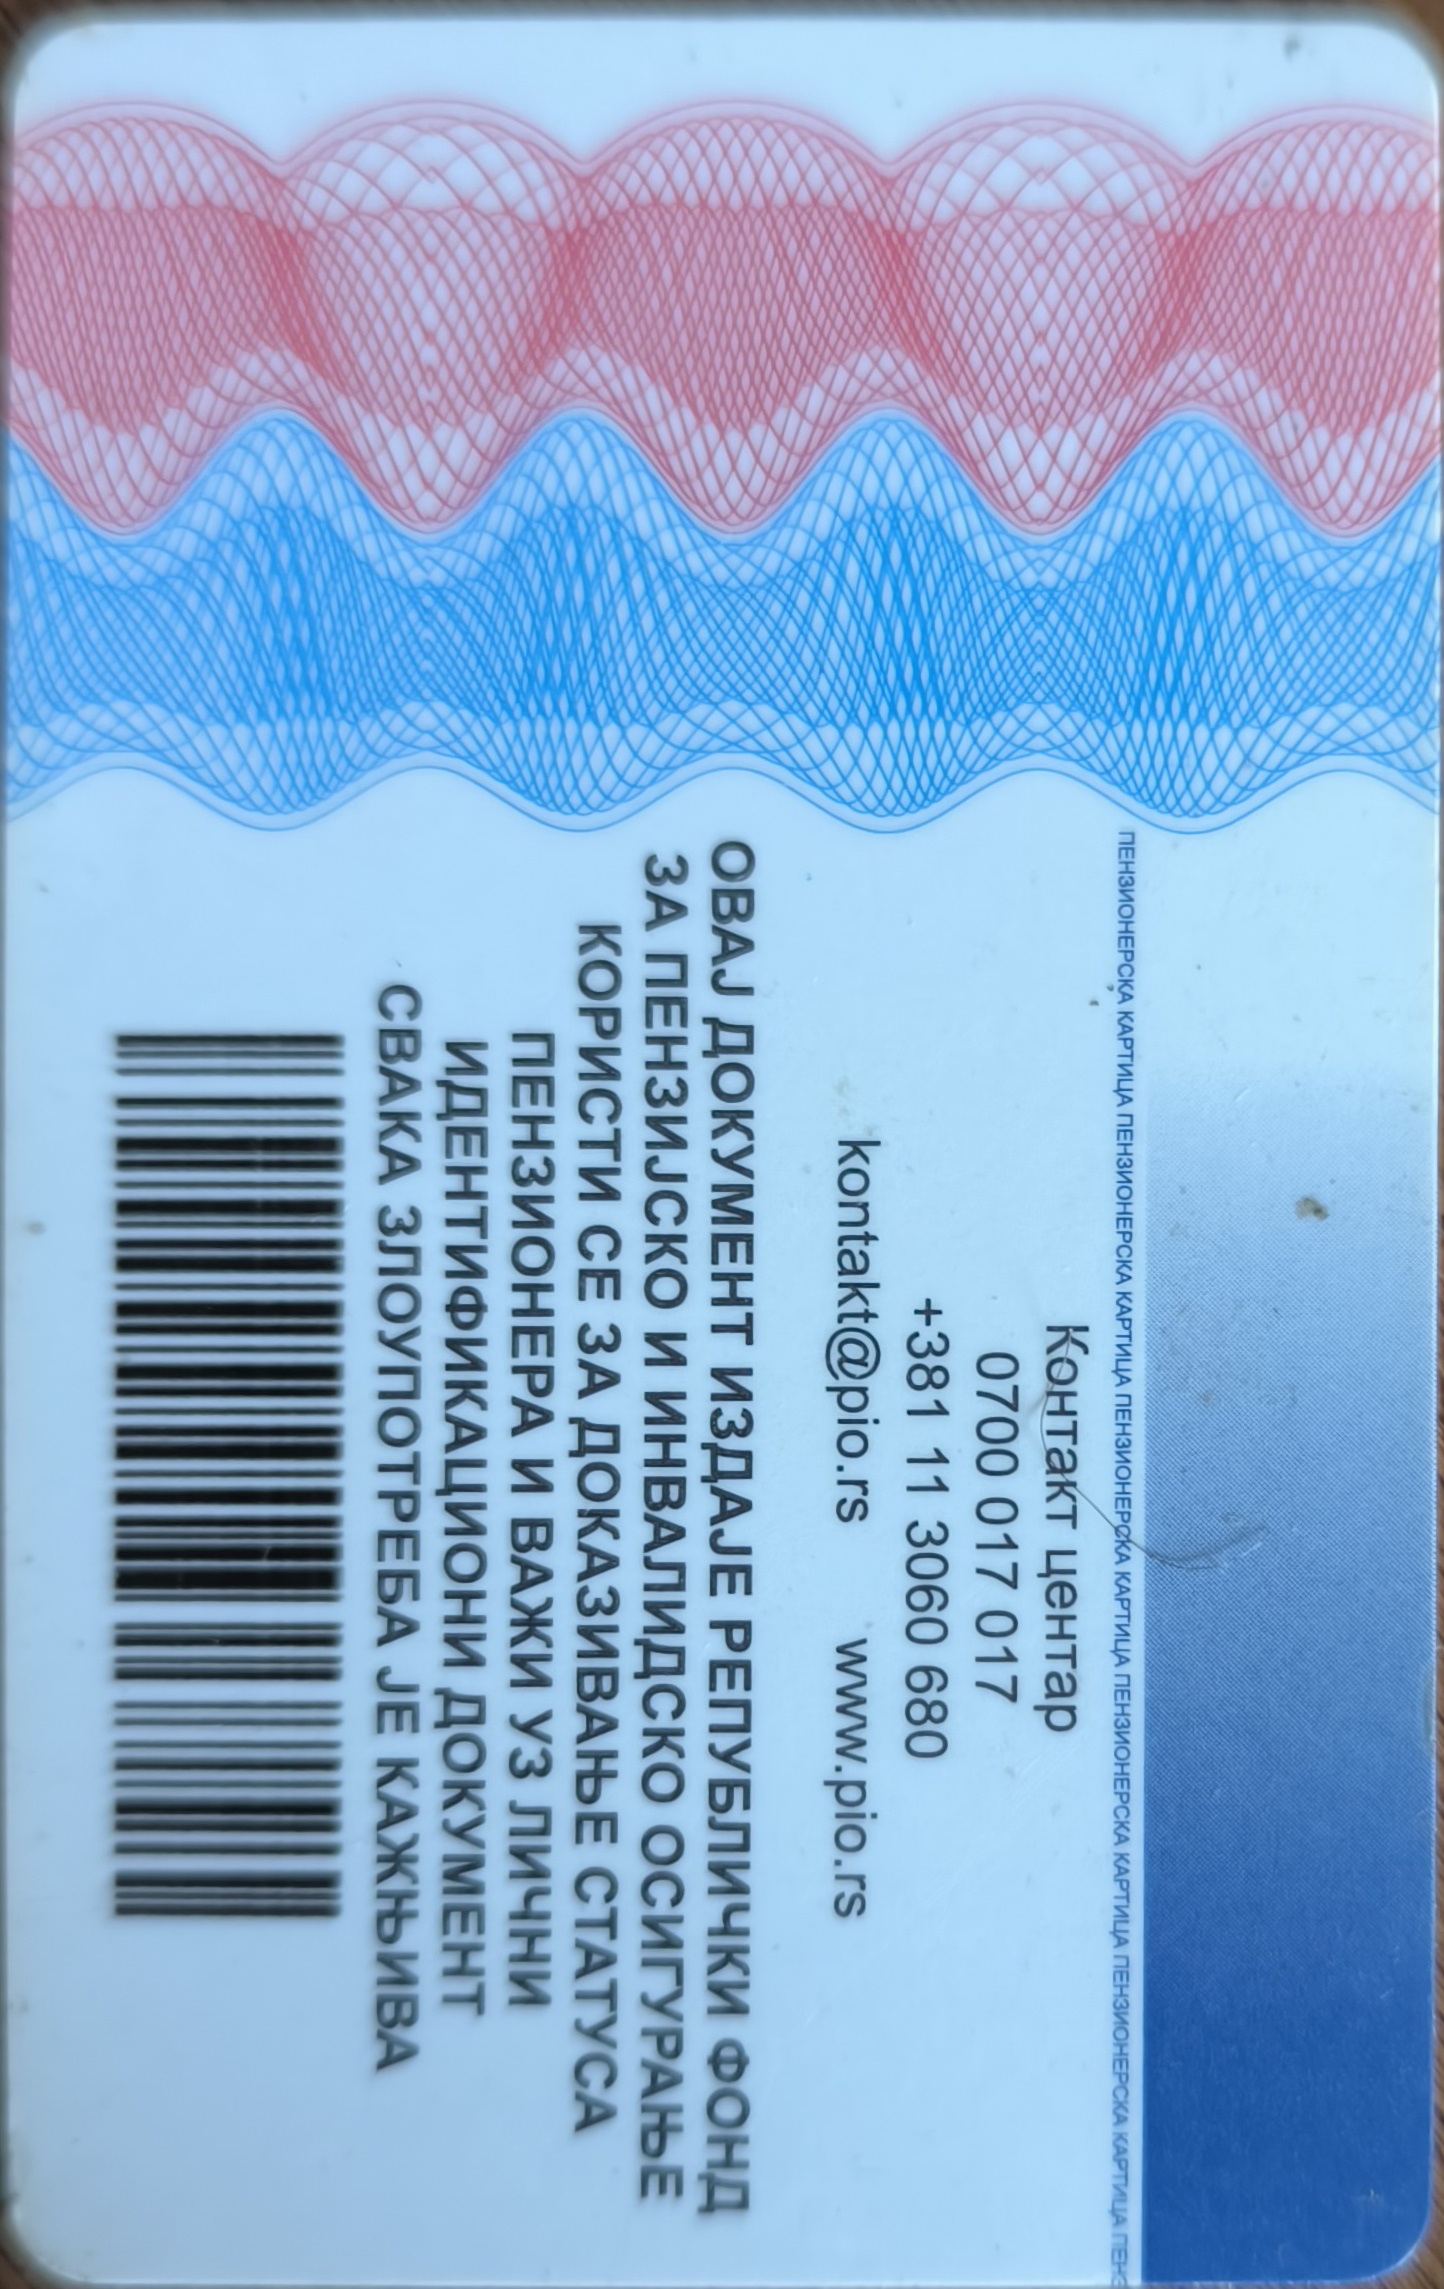 ПЕНЗИОНЕРСКА КАРТИЦА ПЕНЗИОНЕРСКА КАРТИЦА ПЕНЗИОНЕРСКА КАРТИЦА ПЕНЗИОНЕРСКА КАРТИЦА ПЕНЗИОНЕРСКА КАРТИЦА ПЕНЗ
Контакт центар
0700 017 017
+381 11 3060 680
kontakt@pio.rs www.pio.rs
ОВАЈ ДОКУМЕНТ ИЗДАЈЕ РЕПУБЛИЧКИ ФОНД
ЗА ПЕНЗИЈСКО И ИНВАЛИДСКО ОСИГУРАЊЕ
КОРИСТИ СЕ ЗА ДОКАЗИВАЊЕ СТАТУСА
ПЕНЗИОНЕРА И ВАЖИ УЗ ЛИЧНИ
ИДЕНТИФИКАЦИОНИ ДОКУМЕНТ
СВАКА ЗЛОУПОТРЕБА ЈЕ КАЖЊИВА